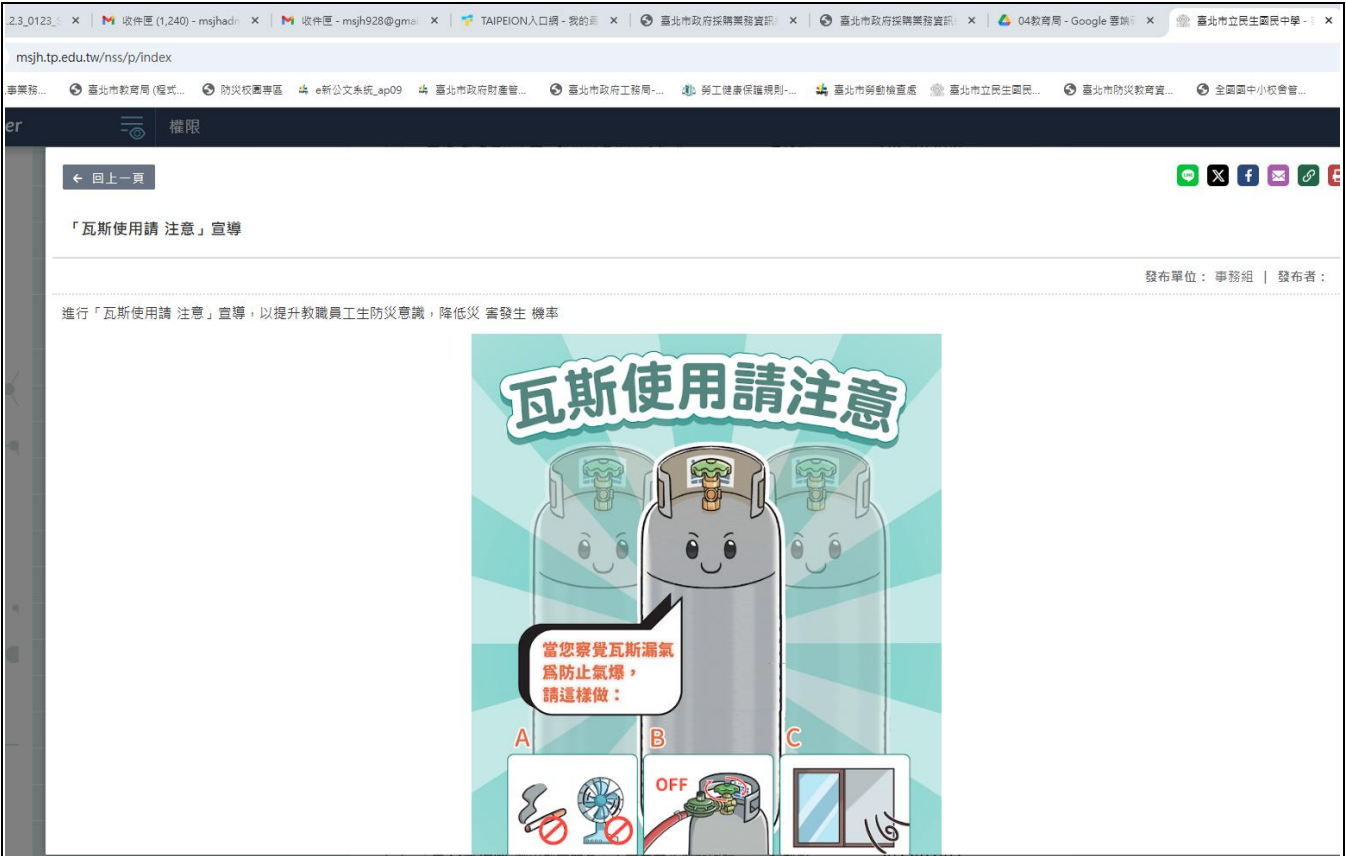 .2.3_0123_
收件匣 (1,240) - msjhadn
收件匣 - msjh928@gmai
TAIPEION入口網 - 我的
臺北市政府採購業務資訊
臺北市政府採購業務資訊
04教育局 - Google 雲端
臺北市立民生國民中學 -
msjh.tp.edu.tw/nss/p/index
事業務...
臺北市教育局 (程式...
防災校園專區
e新公文系統_ap09
臺北市政府財產管...
臺北市政府工務局-...
勞工健康保護規則-...
臺北市勞動檢查處
臺北市立民生國民...
臺北市防災教育資...
全國國中小校舍管...
er
權限
← 回上一頁
「瓦斯使用請 注意」宣導
發布單位： 事務組 | 發布者：
進行「瓦斯使用請 注意」宣導，以提升教職員工生防災意識，降低災 害發生 機率
瓦斯使用請注意
當您察覺瓦斯漏氣
爲防止氣爆，
請這樣做：
A
B
C
OFF